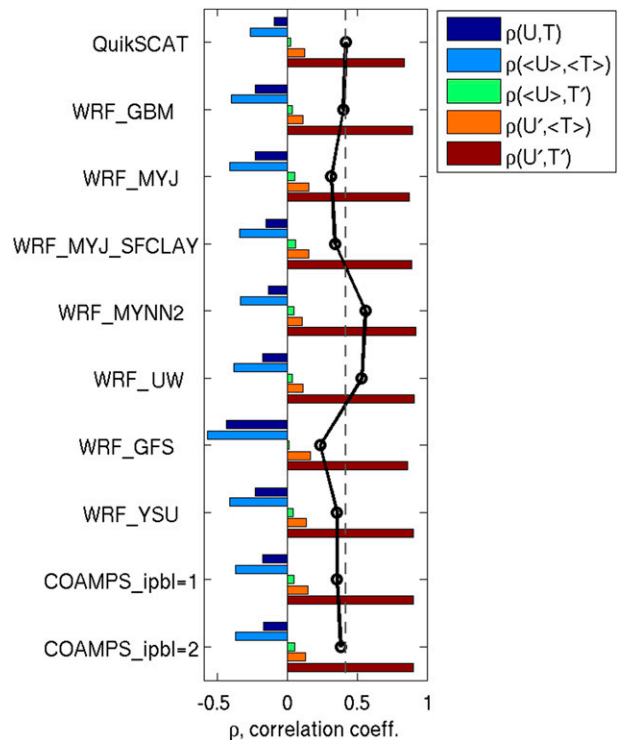 QuikSCAT
WRF_GBM
WRF_MYJ
WRF_MYJ_SFCLAY
WRF_MYNN2
WRF_UW
WRF_GFS
WRF_YSU
COAMPS_ipbl=1
COAMPS_ipbl=2
-0.5 0 0.5 1
ρ, correlation coeff.
ρ(U,T)
ρ(<U>,<T>)
ρ(<U>,T′)
ρ(U′,<T>)
ρ(U′,T′)